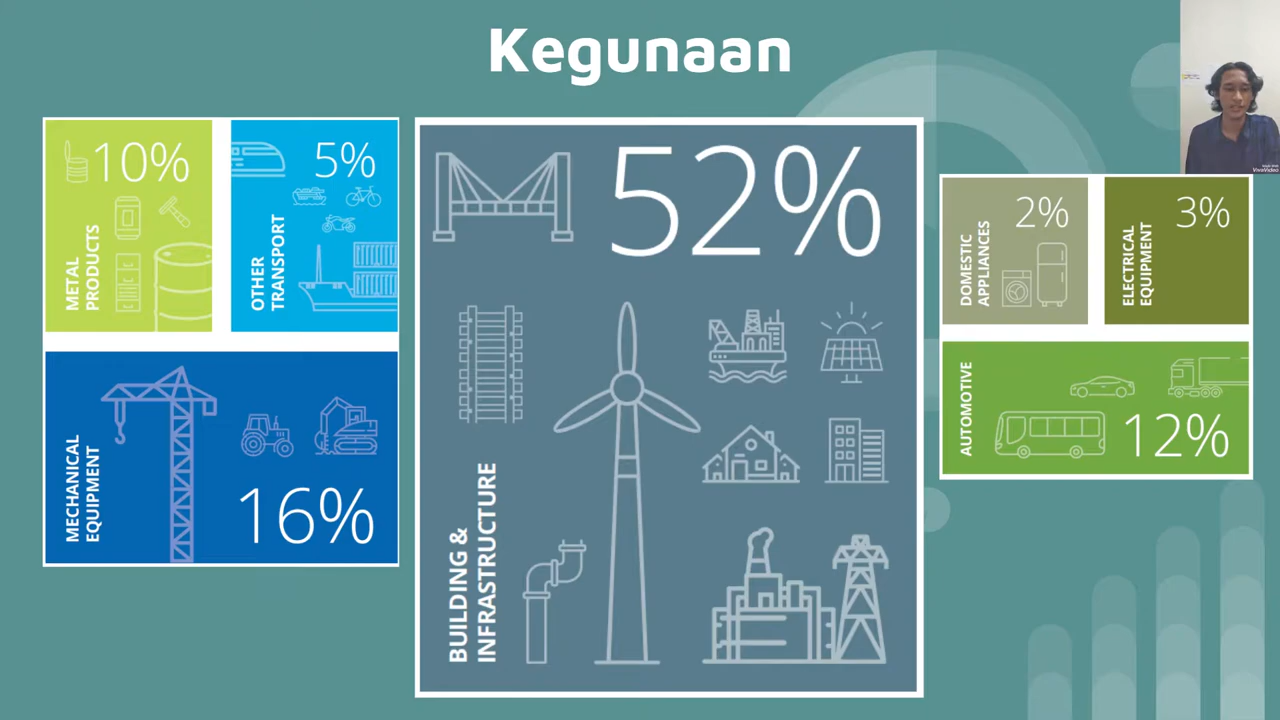 Kegunaan
10%
METAL
PRODUCTS
5%
OTHER
TRANSPORT
MECHANICAL
EQUIPMENT
16%
52%
BUILDING &
INFRASTRUCTURE
2%
DOMESTIC
APPLIANCES
3%
ELECTRICAL
EQUIPMENT
AUTOMOTIVE
12%
VivaVideo